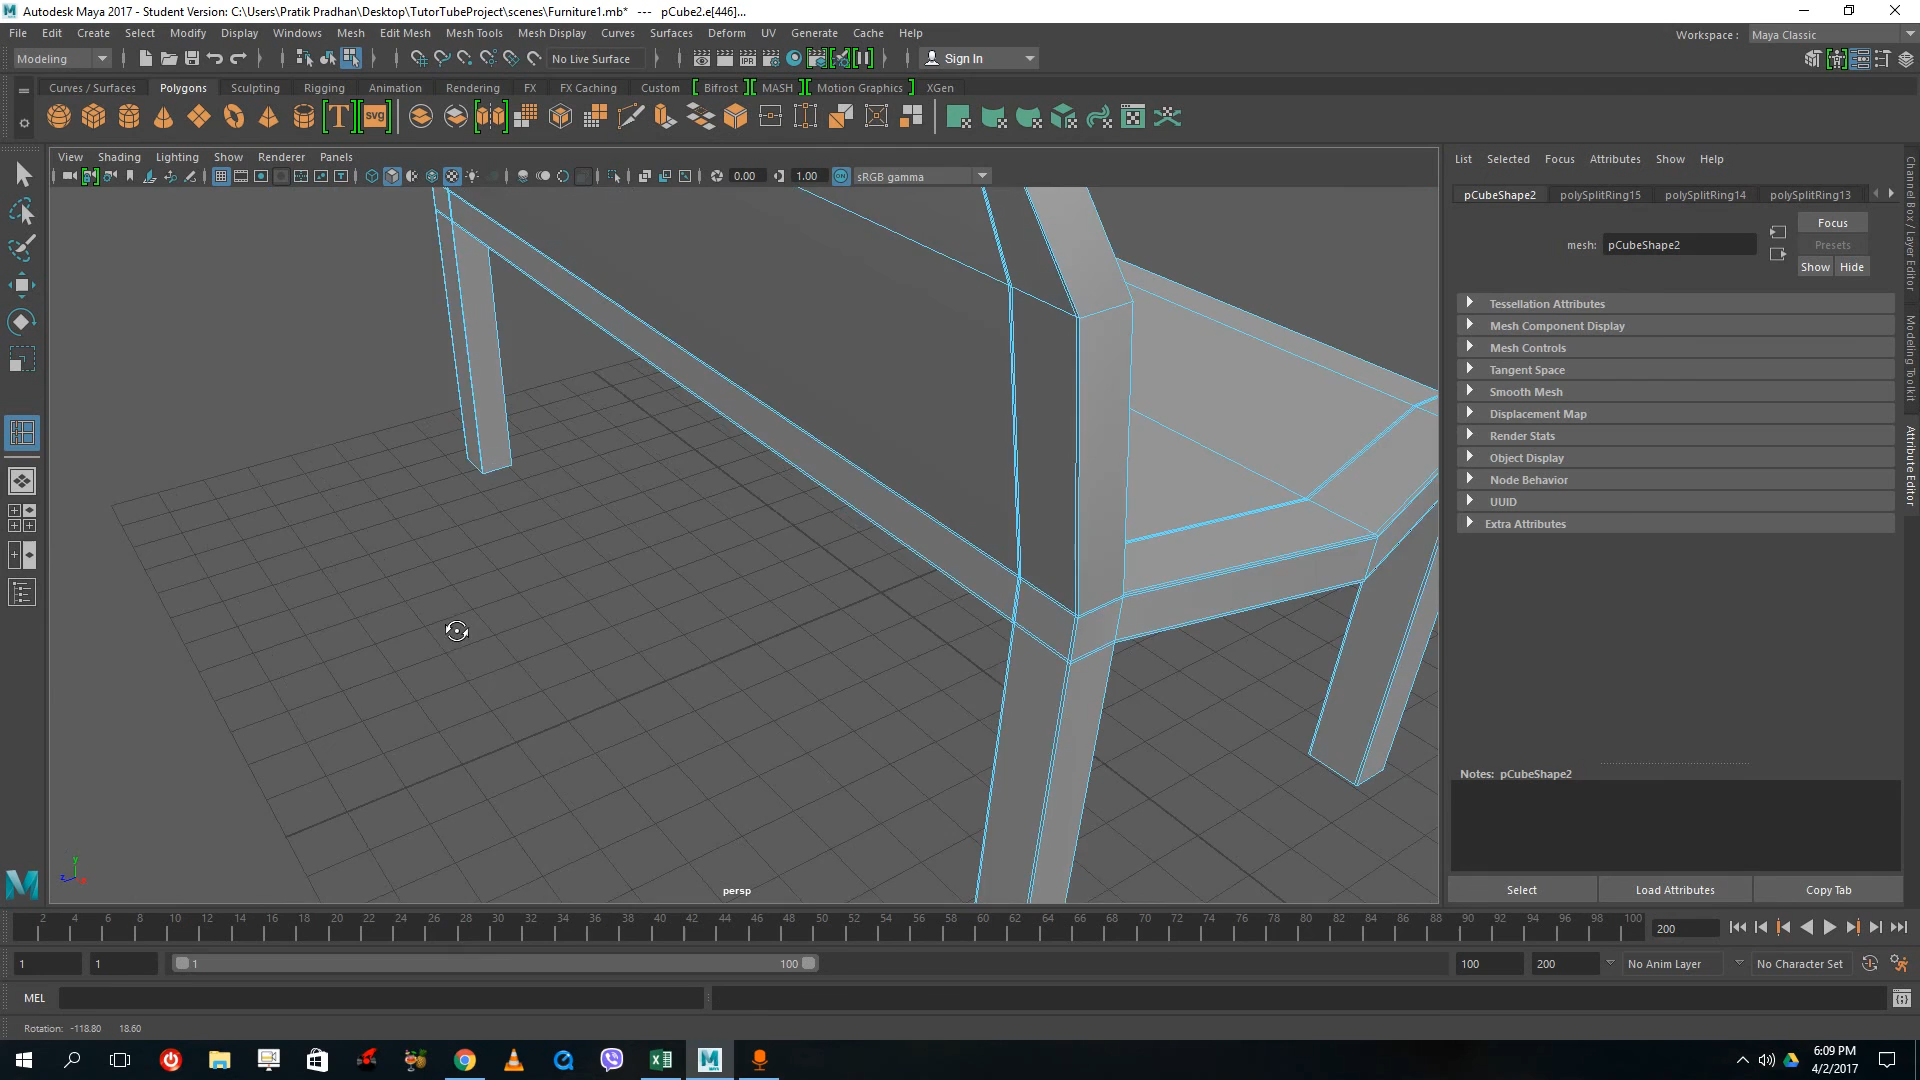 Autodesk Maya 2017 - Student Version: C:\Users\Pratik Pradhan\Desktop\TutorTubeProject\scenes\Furniture1.mb*   ---   pCube2.e[446]...
File Edit Create Select Modify Display Windows Mesh Edit Mesh Mesh Tools Mesh Display Curves Surfaces Deform UV Generate Cache Help
Workspace : Maya Classic
Modeling No Live Surface Sign In
Curves / Surfaces Polygons Sculpting Rigging Animation Rendering FX FX Caching Custom Bifrost MASH Motion Graphics XGen
T svg
View Shading Lighting Show Renderer Panels
0.00 1.00 ON sRGB gamma
List Selected Focus Attributes Show Help
pCubeShape2 polySplitRing15 polySplitRing14 polySplitRing13
Focus
mesh: pCubeShape2
Presets
Show Hide
Tessellation Attributes
Mesh Component Display
Mesh Controls
Tangent Space
Smooth Mesh
Displacement Map
Render Stats
Object Display
Node Behavior
UUID
Extra Attributes
Channel Box / Layer Editor
Modeling Toolkit
Attribute Editor
Notes: pCubeShape2
Select Load Attributes Copy Tab
y
z x
persp
2 4 6 8 10 12 14 16 18 20 22 24 26 28 30 32 34 36 38 40 42 44 46 48 50 52 54 56 58 60 62 64 66 68 70 72 74 76 78 80 82 84 86 88 90 92 94 96 98 100
200
1 1 1 100 100 200 No Anim Layer No Character Set
MEL
Rotation: -118.80 18.60
6:09 PM
4/2/2017